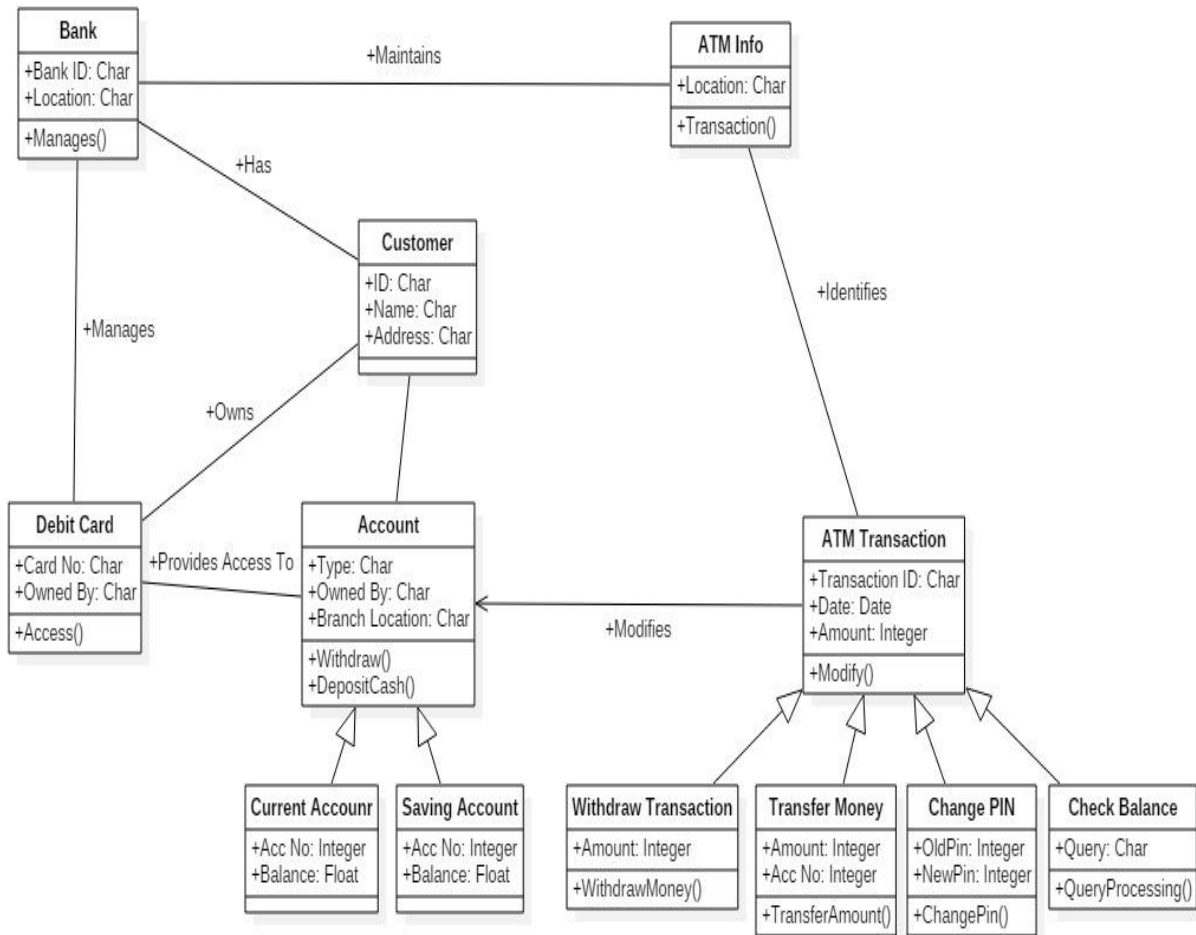 Bank
+Bank ID: Char
+Location: Char
+Manages()
+Maintains
ATM Info
+Location: Char
+Transaction()
+Has
Customer
+ID: Char
+Name: Char
+Address: Char
+Identifies
+Manages
+Owns
Debit Card
+Card No: Char
+Owned By: Char
+Access()
+Provides Access To
Account
+Type: Char
+Owned By: Char
+Branch Location: Char
+Withdraw()
+DepositCash()
+Modifies
ATM Transaction
+Transaction ID: Char
+Date: Date
+Amount: Integer
+Modify()
Current Accounr
+Acc No: Integer
+Balance: Float
Saving Account
+Acc No: Integer
+Balance: Float
Withdraw Transaction
+Amount: Integer
+WithdrawMoney()
Transfer Money
+Amount: Integer
+Acc No: Integer
+TransferAmount()
Change PIN
+OldPin: Integer
+NewPin: Integer
+ChangePin()
Check Balance
+Query: Char
+QueryProcessing()